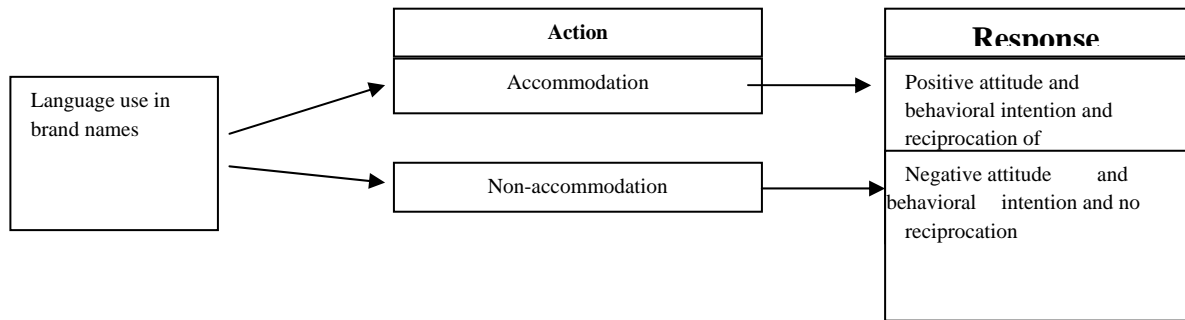 Action
Response
Language use in
brand names
Accommodation
Positive attitude and
behavioral intention and
reciprocation of
Non-accommodation
Negative attitude and
behavioral intention and no
reciprocation